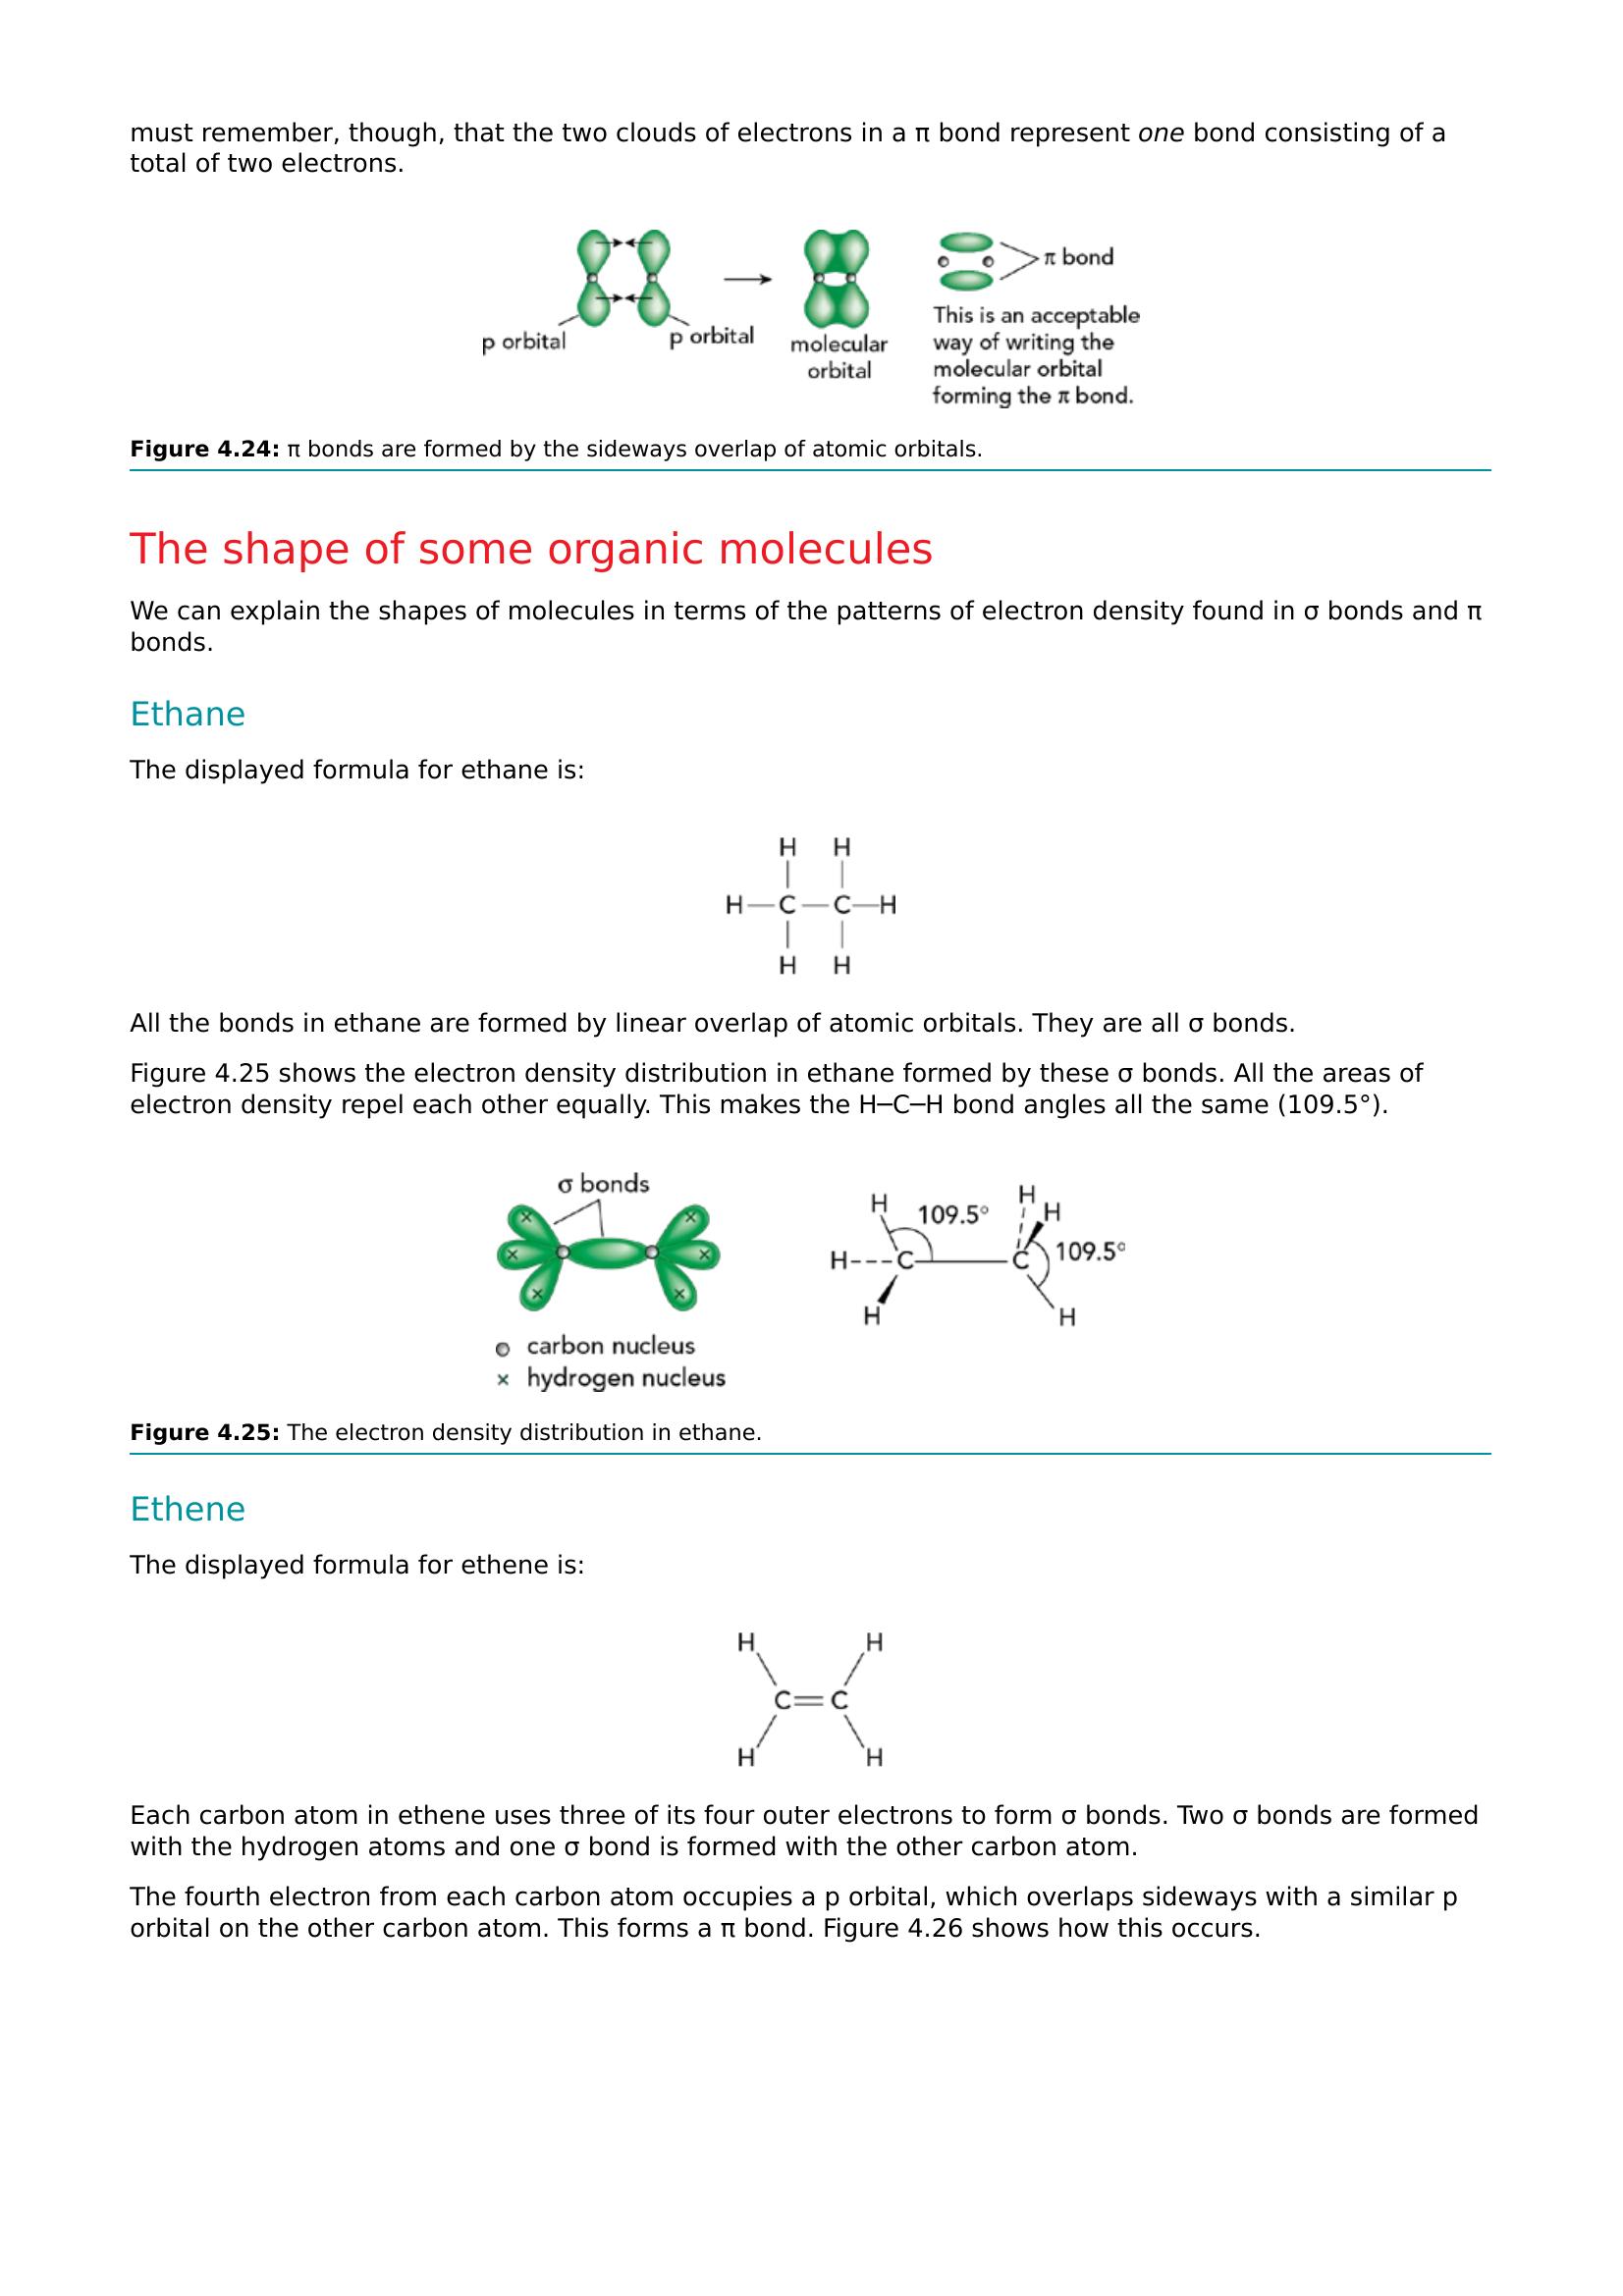 must remember, though, that the two clouds of electrons in a π bond represent one bond consisting of a
total of two electrons.
p orbital
p orbital
molecular
orbital
π bond
This is an acceptable
way of writing the
molecular orbital
forming the π bond.
Figure 4.24: π bonds are formed by the sideways overlap of atomic orbitals.
The shape of some organic molecules
We can explain the shapes of molecules in terms of the patterns of electron density found in σ bonds and π
bonds.
Ethane
The displayed formula for ethane is:
H H
H—C—C—H
H H
All the bonds in ethane are formed by linear overlap of atomic orbitals. They are all σ bonds.
Figure 4.25 shows the electron density distribution in ethane formed by these σ bonds. All the areas of
electron density repel each other equally. This makes the H─C─H bond angles all the same (109.5°).
σ bonds
carbon nucleus
× hydrogen nucleus
H 109.5° H H
H---C C 109.5°
H H
Figure 4.25: The electron density distribution in ethane.
Ethene
The displayed formula for ethene is:
H H
C=C
H H
Each carbon atom in ethene uses three of its four outer electrons to form σ bonds. Two σ bonds are formed
with the hydrogen atoms and one σ bond is formed with the other carbon atom.
The fourth electron from each carbon atom occupies a p orbital, which overlaps sideways with a similar p
orbital on the other carbon atom. This forms a π bond. Figure 4.26 shows how this occurs.